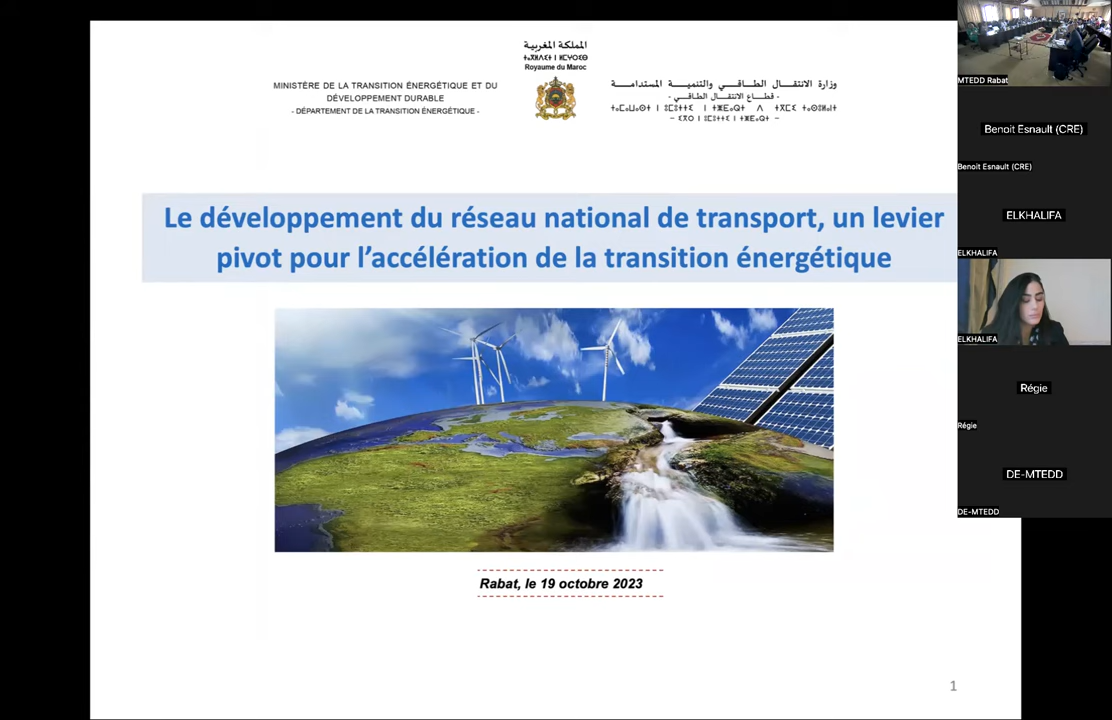 المملكة المغربية
ⵜⴰⴳⵍⴷⵉⵜ ⵏ ⵍⵎⵖⵔⵉⴱ
Royaume du Maroc
MINISTÈRE DE LA TRANSITION ÉNERGÉTIQUE ET DU
DÉVELOPPEMENT DURABLE
- DÉPARTEMENT DE LA TRANSITION ÉNERGÉTIQUE -
وزارة الانتقال الطاقي والتنمية المستدامة
- قطاع الانتقال الطاقي -
Le développement du réseau national de transport, un levier
pivot pour l’accélération de la transition énergétique
Rabat, le 19 octobre 2023
1
MTEDD Rabat
Benoit Esnault (CRE)
Benoit Esnault (CRE)
ELKHALIFA
ELKHALIFA
ELKHALIFA
Régie
Régie
DE-MTEDD
DE-MTEDD